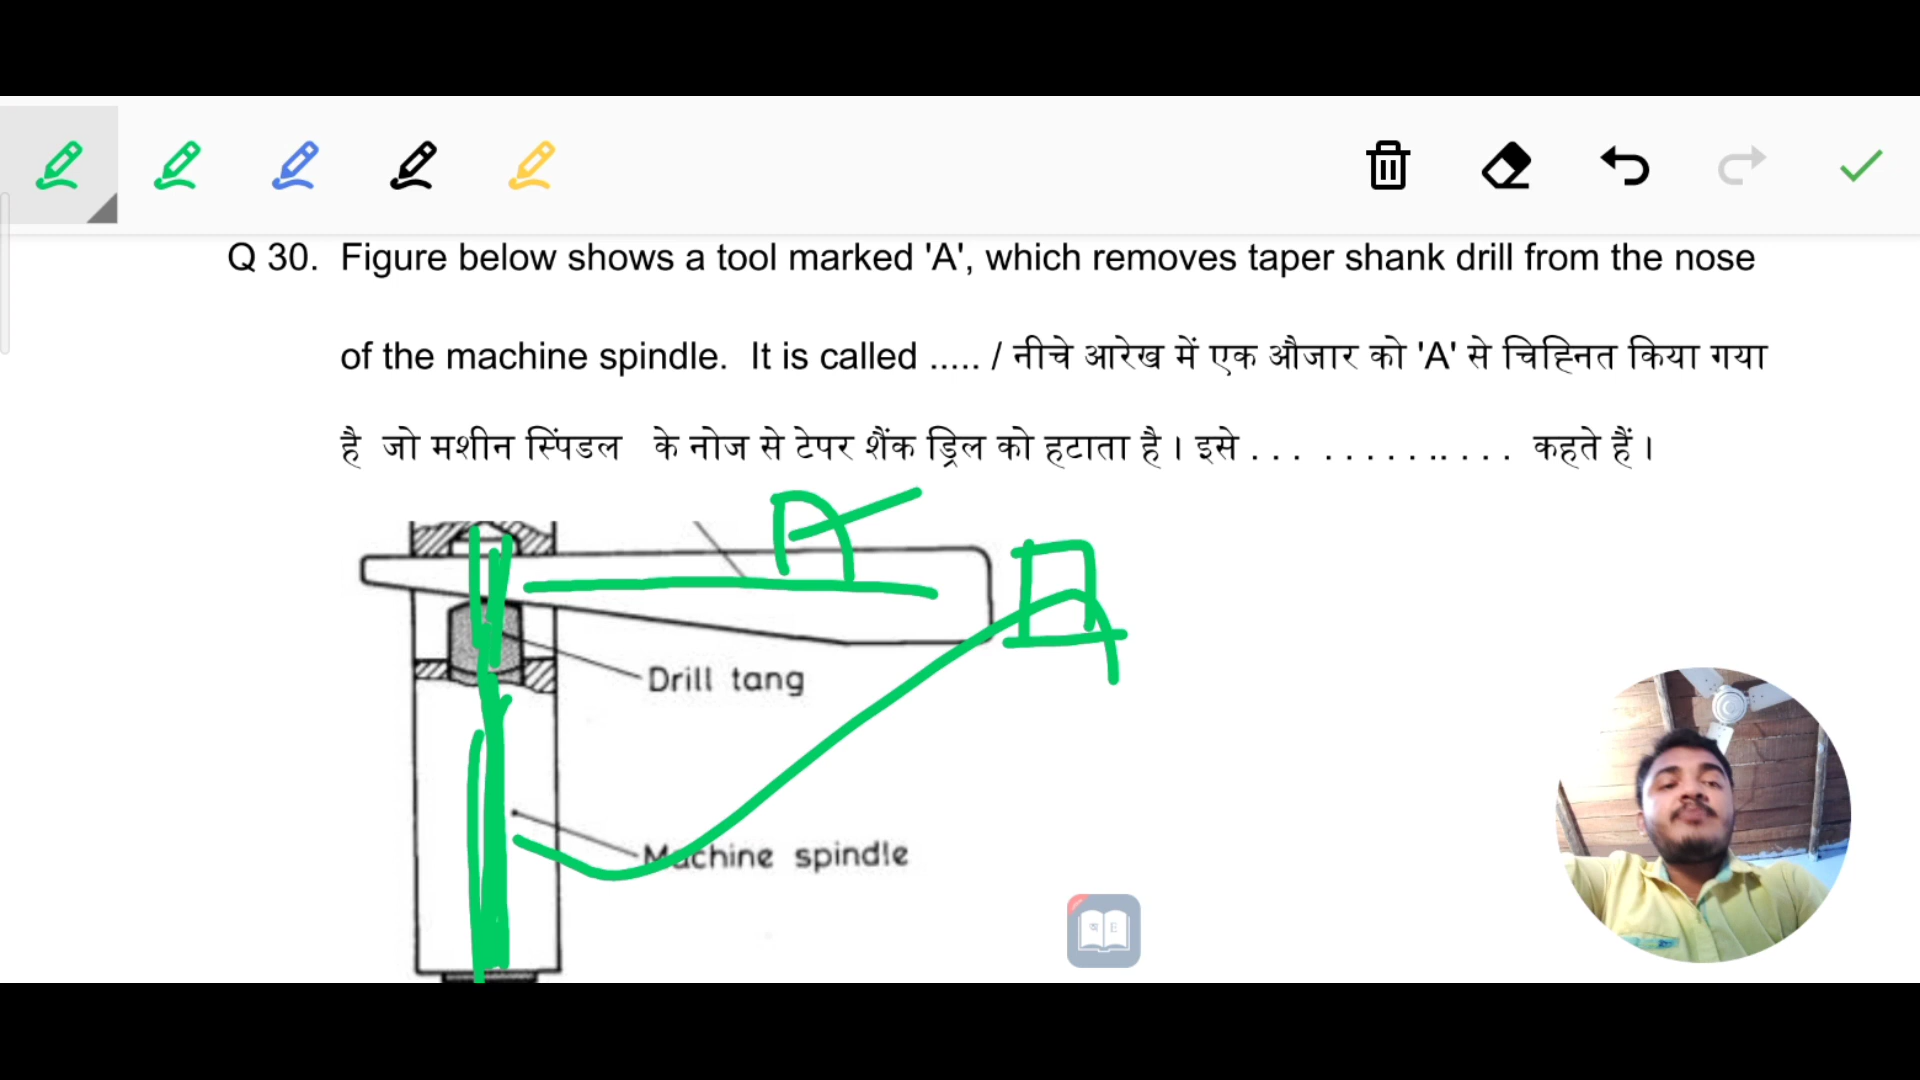 Q 30. Figure below shows a tool marked 'A', which removes taper shank drill from the nose
of the machine spindle. It is called ..... / नीचे आरेख में एक औजार को 'A' से चिह्नित किया गया
है जो मशीन स्पिंडल के नोज से टेपर शैंक ड्रिल को हटाता है। इसे . . . . . . . . . .. . . . कहते हैं।
A
Drill tang
Machine spindle